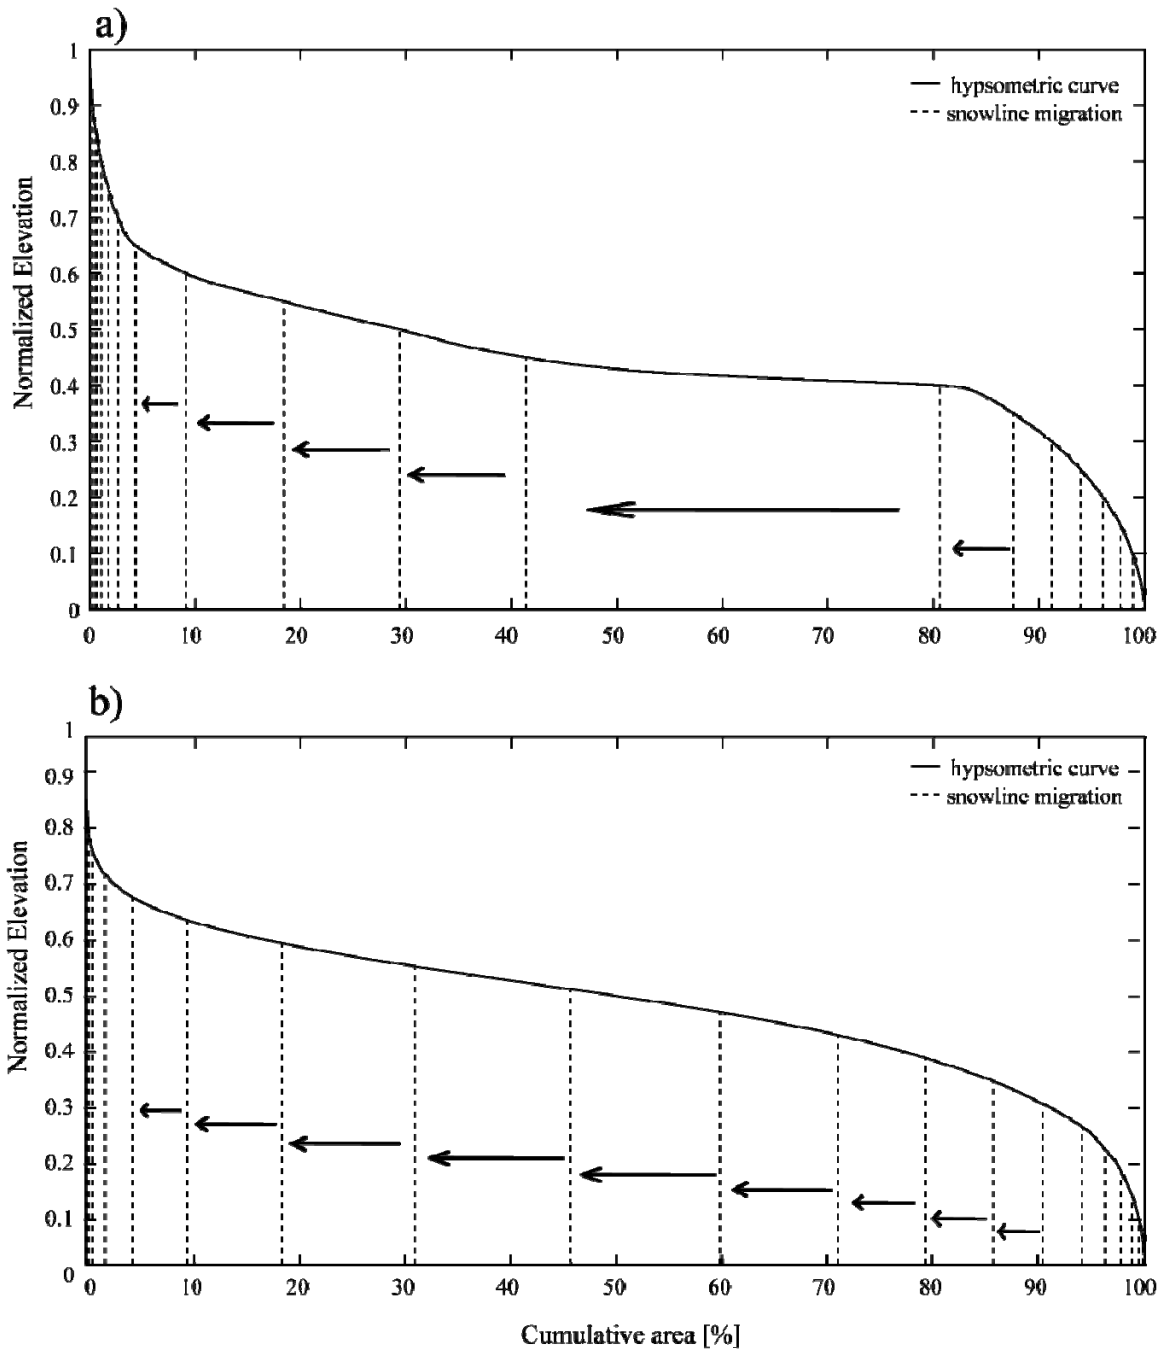 a)
1
0.9
0.8
0.7
0.6
0.5
0.4
0.3
0.2
0.1
0
Normalized Elevation
hypsometric curve
snowline migration
0 10 20 30 40 50 60 70 80 90 100
b)
1
0.9
0.8
0.7
0.6
0.5
0.4
0.3
0.2
0.1
0
Normalized Elevation
hypsometric curve
snowline migration
0 10 20 30 40 50 60 70 80 90 100
Cumulative area [%]